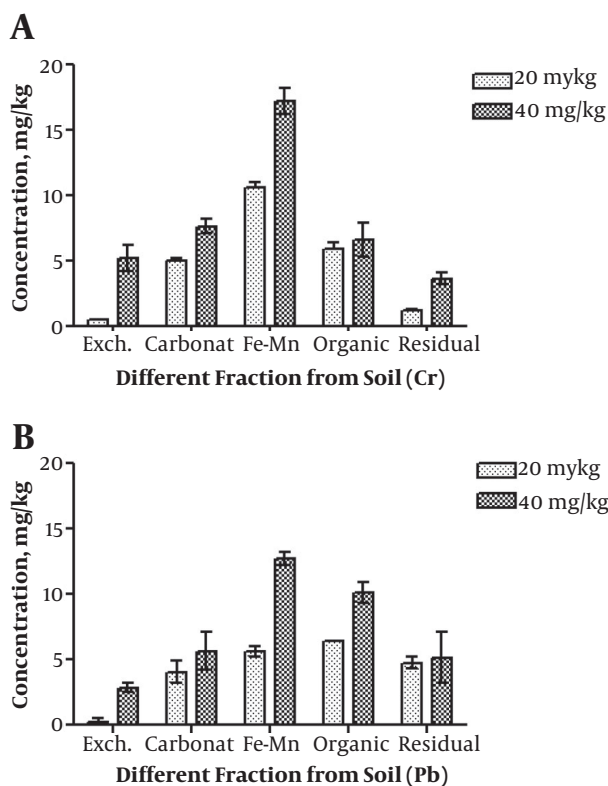 A
20
15
10
5
0
Concentration, mg/kg
20 mykg
40 mg/kg
Exch. Carbonat Fe-Mn Organic Residual
Different Fraction from Soil (Cr)
B
20
15
10
5
0
Concentration, mg/kg
20 mykg
40 mg/kg
Exch. Carbonat Fe-Mn Organic Residual
Different Fraction from Soil (Pb)